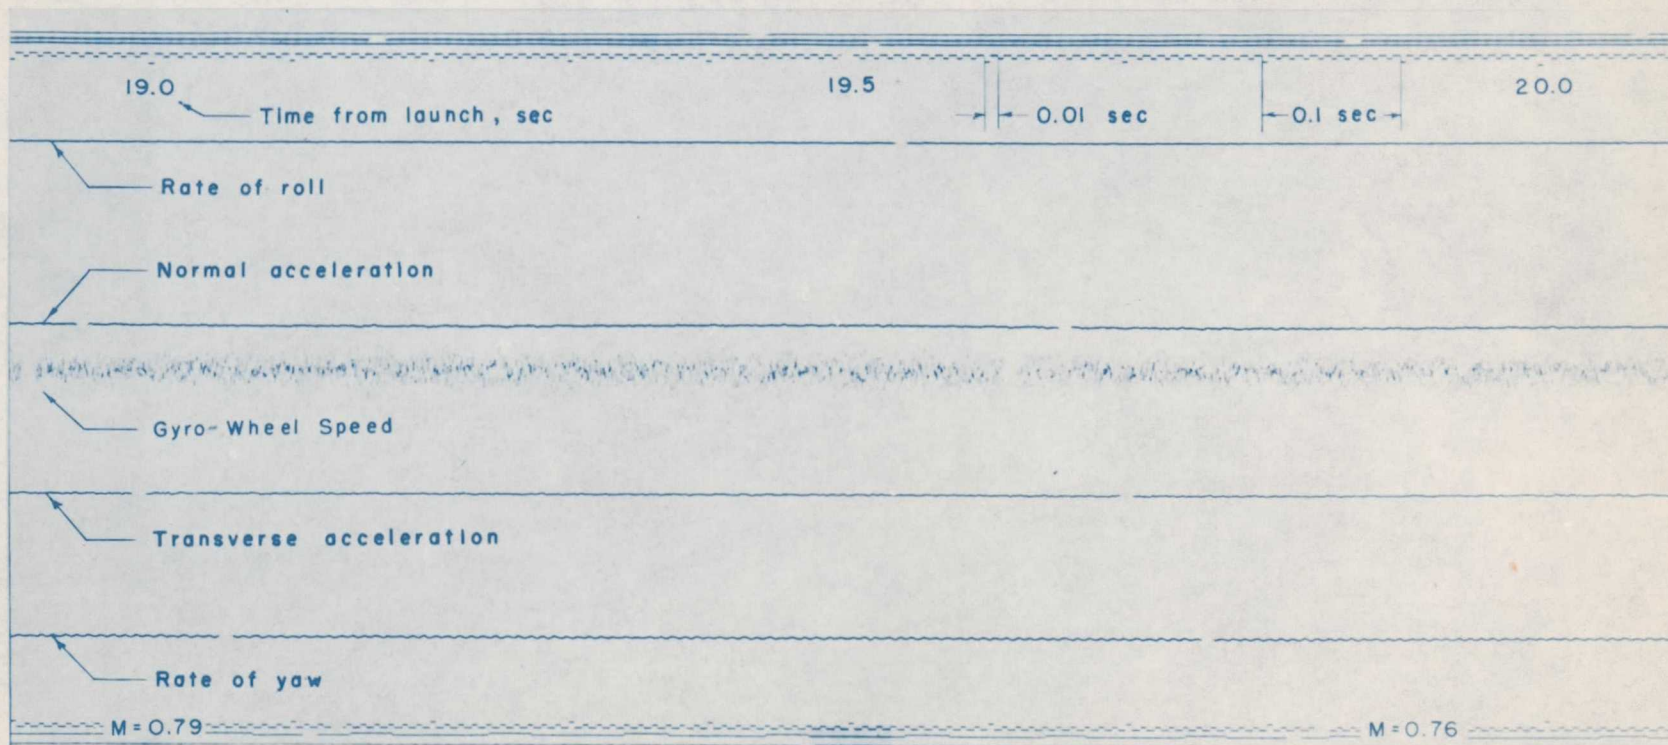 19.0 19.5 20.0
Time from launch, sec 0.01 sec 0.1 sec
Rate of roll
Normal acceleration
Gyro-Wheel Speed
Transverse acceleration
Rate of yaw
M=0.79 M=0.76